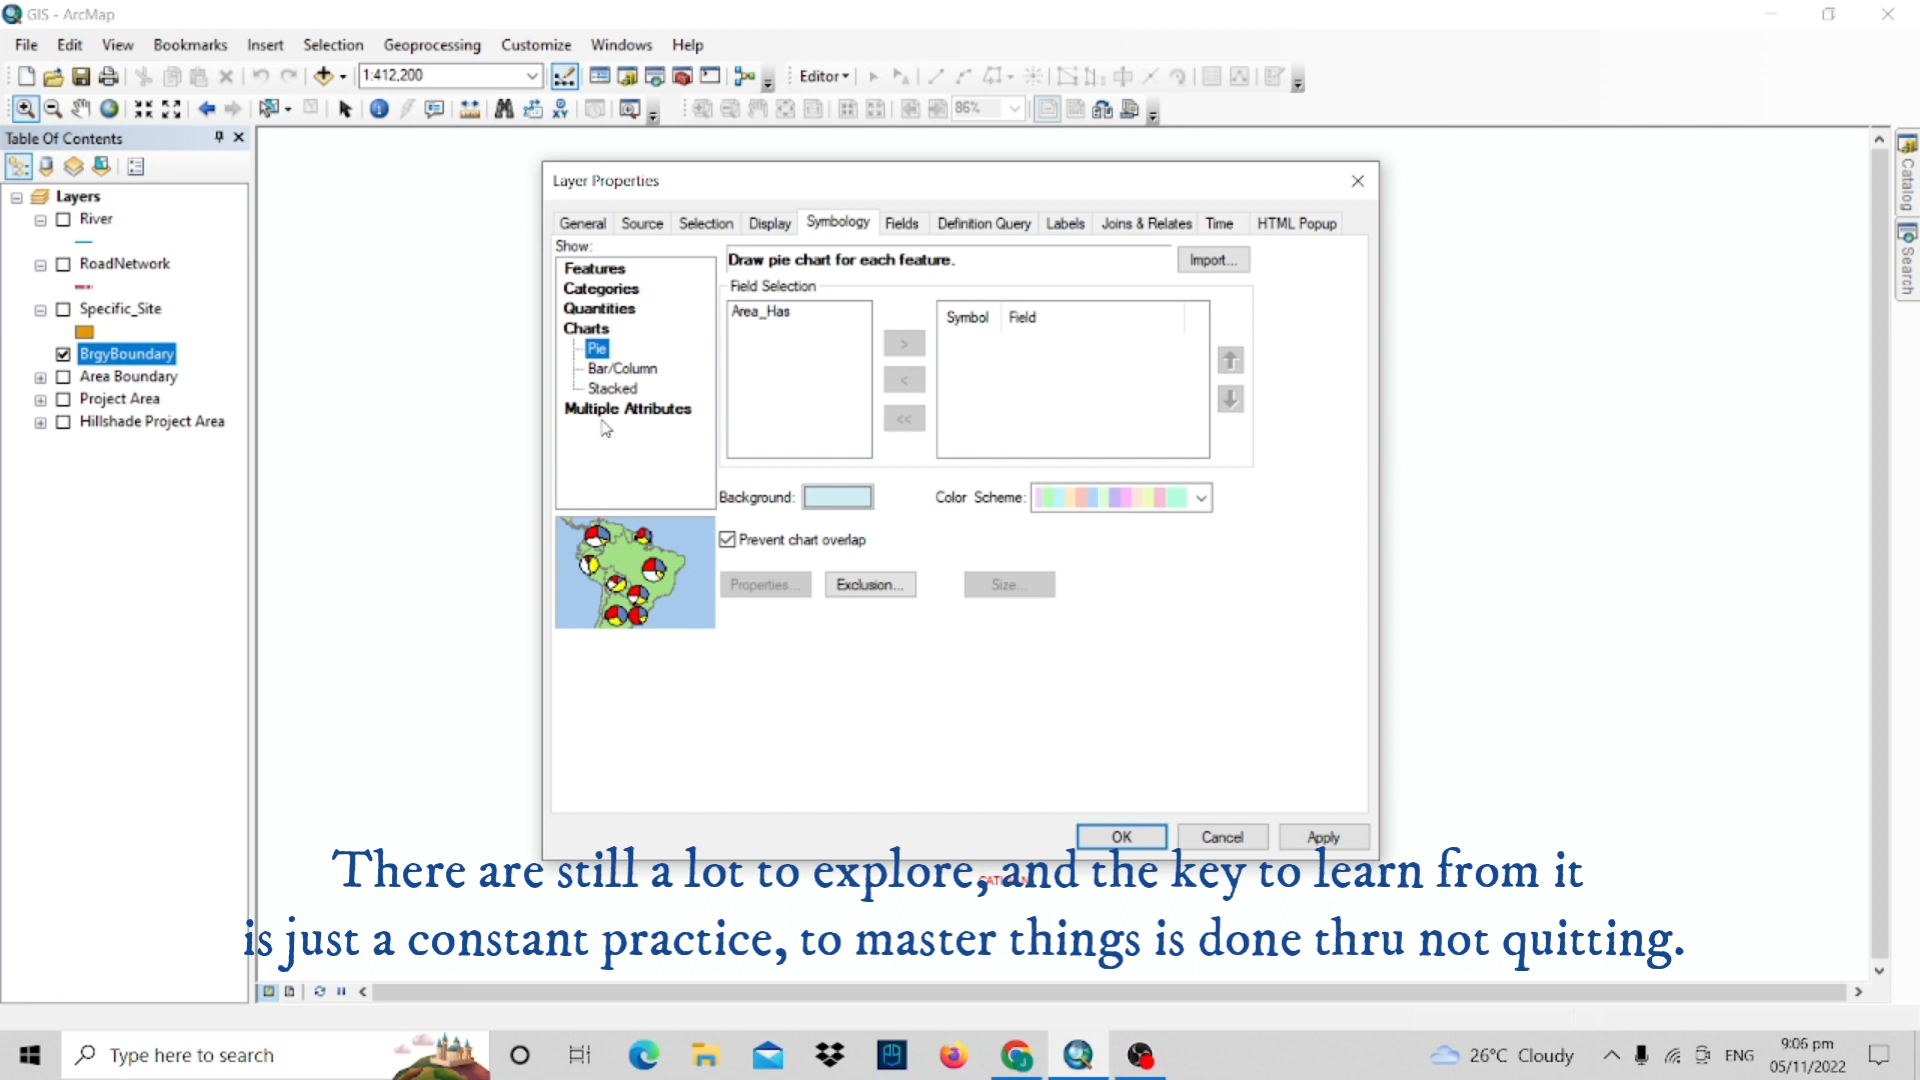 GIS - ArcMap
File Edit View Bookmarks Insert Selection Geoprocessing Customize Windows Help
1:412,200 Editor
86%
Table Of Contents
Layers
River
RoadNetwork
Specific_Site
BrgyBoundary
Area Boundary
Project Area
Hillshade Project Area
Catalog
Search
Layer Properties
General Source Selection Display Symbology Fields Definition Query Labels Joins & Relates Time HTML Popup
Show:
Features
Categories
Quantities
Charts
Pie
Bar/Column
Stacked
Multiple Attributes
Draw pie chart for each feature. Import...
Field Selection
Area_Has
>
<
<<
Symbol Field
Background: Color Scheme:
Prevent chart overlap
Properties... Exclusion... Size...
OK Cancel Apply
There are still a lot to explore, and the key to learn from it
is just a constant practice, to master things is done thru not quitting.
Type here to search
26°C Cloudy ENG
9:06 pm
05/11/2022